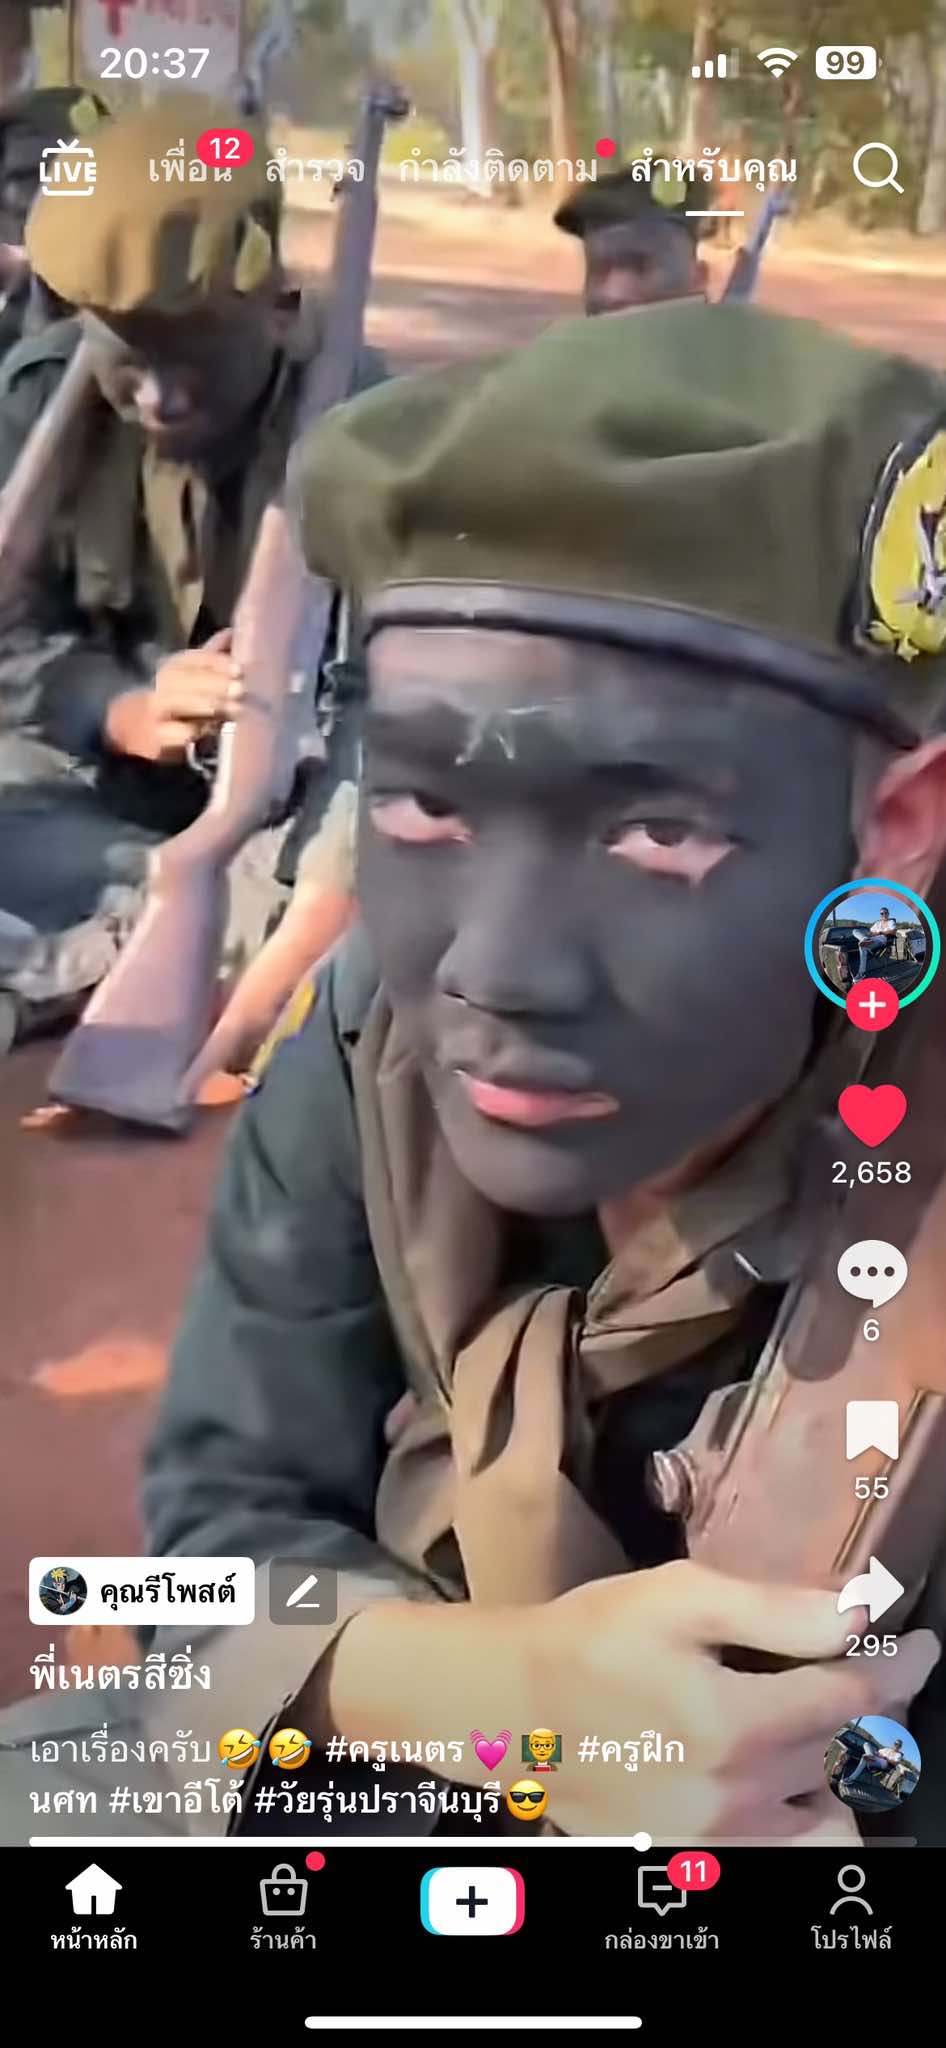 20:37
99
LIVE
เพื่อน
12
สำรวจ
กำลังติดตาม
สำหรับคุณ
2,658
6
55
295
คุณรีโพสต์
พี่เนตรสีซิ่ง
เอาเรื่องครับ🤣🤣 #ครูเนตร💓👨‍🏫 #ครูฝึก
นศท #เขาอีโต้ #วัยรุ่นปราจีนบุรี😎
หน้าหลัก
ร้านค้า
11
กล่องขาเข้า
โปรไฟล์